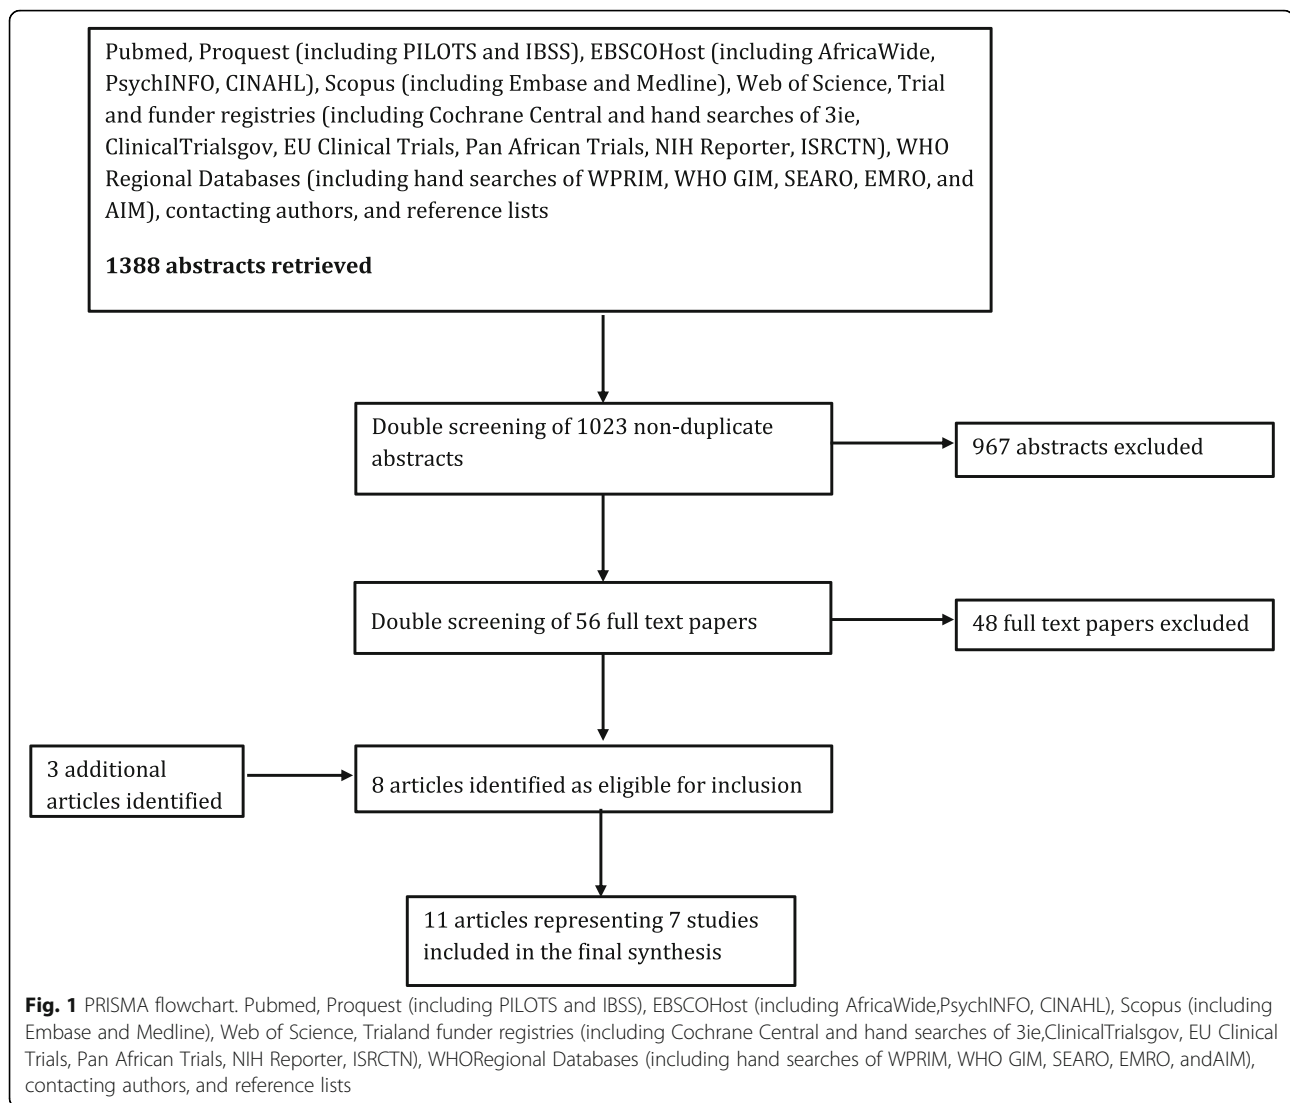 Pubmed, Proquest (including PILOTS and IBSS), EBSCOHost (including AfricaWide,
PsychINFO, CINAHL), Scopus (including Embase and Medline), Web of Science, Trial
and funder registries (including Cochrane Central and hand searches of 3ie,
ClinicalTrialsgov, EU Clinical Trials, Pan African Trials, NIH Reporter, ISRCTN), WHO
Regional Databases (including hand searches of WPRIM, WHO GIM, SEARO, EMRO, and
AIM), contacting authors, and reference lists
1388 abstracts retrieved
Double screening of 1023 non-duplicate
abstracts
967 abstracts excluded
Double screening of 56 full text papers
48 full text papers excluded
3 additional
articles identified
8 articles identified as eligible for inclusion
11 articles representing 7 studies
included in the final synthesis
Fig. 1 PRISMA flowchart. Pubmed, Proquest (including PILOTS and IBSS), EBSCOHost (including AfricaWide,PsychINFO, CINAHL), Scopus (including
Embase and Medline), Web of Science, Trialand funder registries (including Cochrane Central and hand searches of 3ie,ClinicalTrialsgov, EU Clinical
Trials, Pan African Trials, NIH Reporter, ISRCTN), WHORegional Databases (including hand searches of WPRIM, WHO GIM, SEARO, EMRO, andAIM),
contacting authors, and reference lists